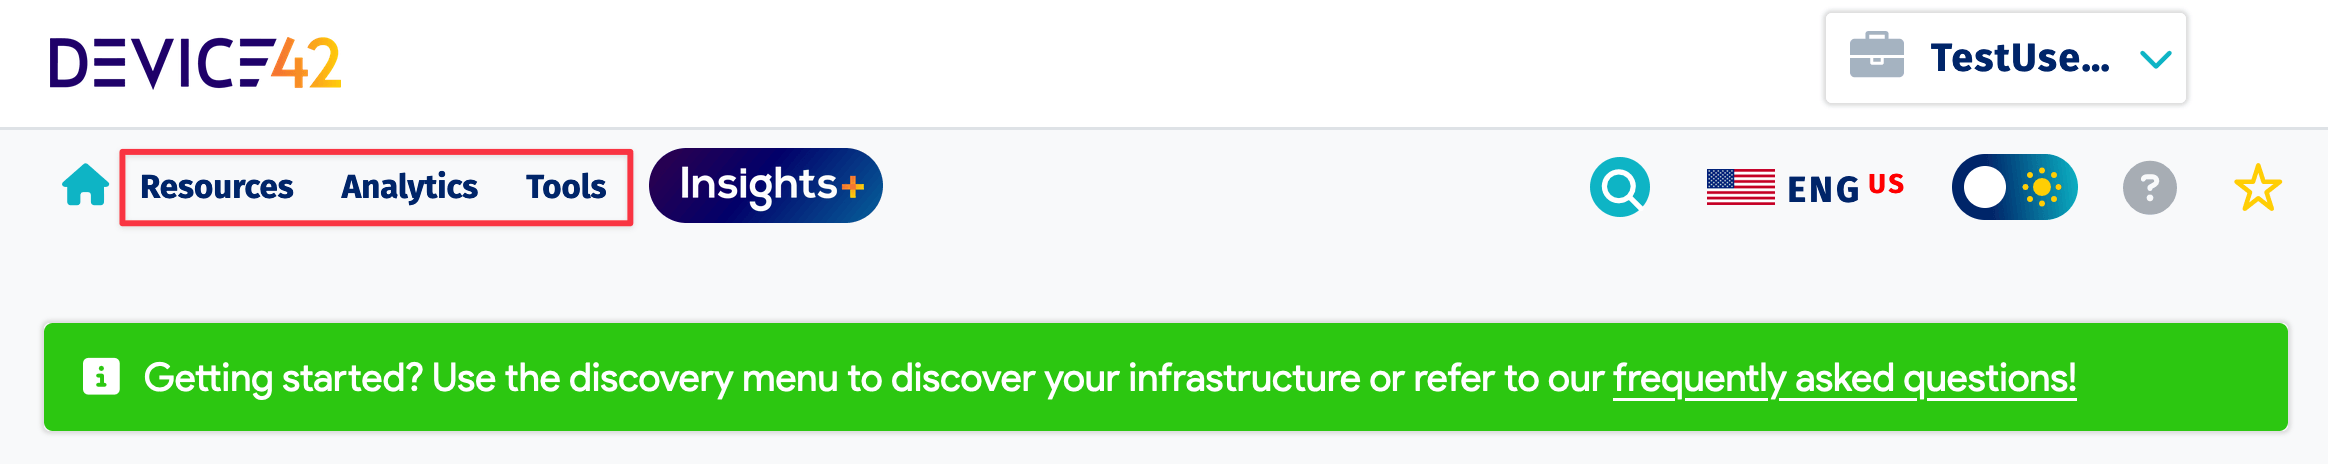 DEVICE42
TestUse...
Resources Analytics Tools Insights+ ENG US ?
Getting started? Use the discovery menu to discover your infrastructure or refer to our frequently asked questions!